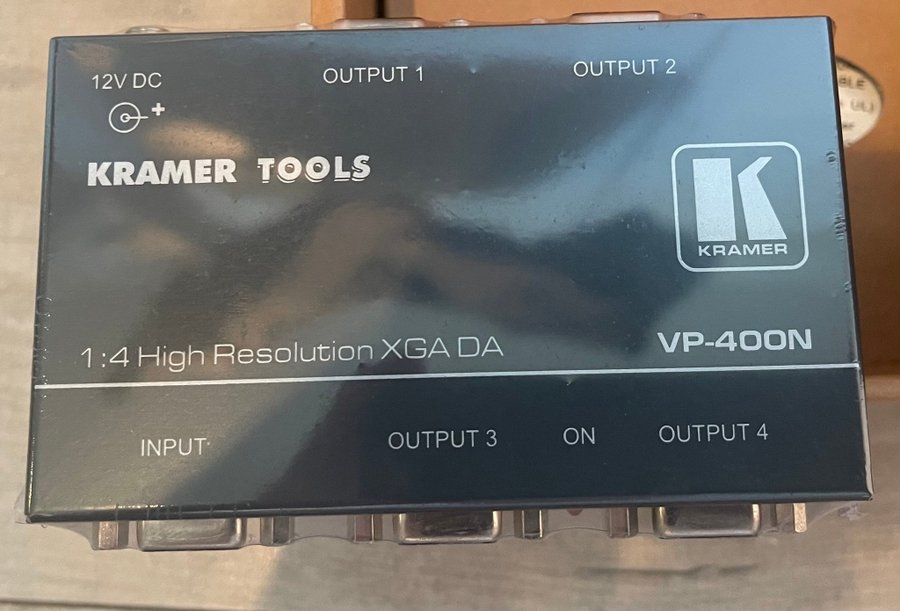 12V DC
OUTPUT 1
OUTPUT 2
+
KRAMER TOOLS
K
KRAMER
1:4 High Resolution XGA DA
VP-400N
INPUT
OUTPUT 3
ON
OUTPUT 4